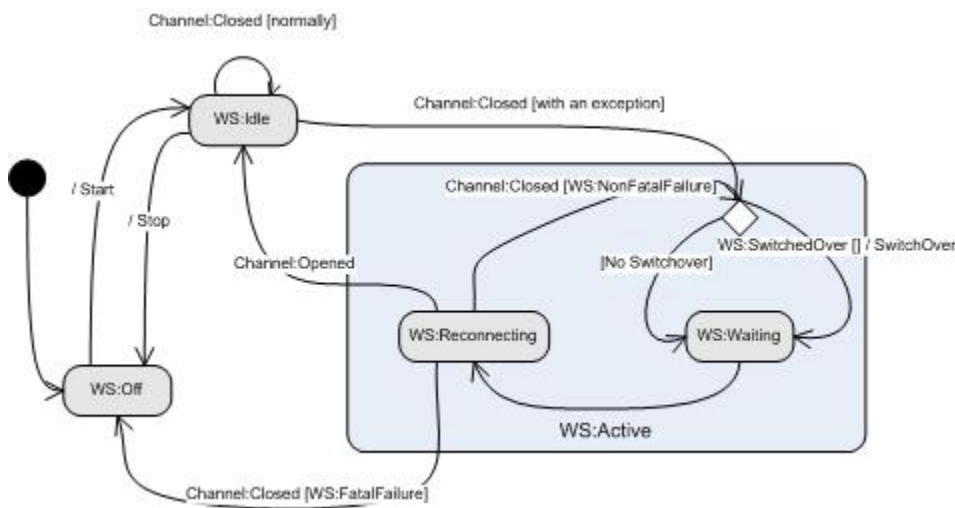 Channel:Closed [normally]
Channel:Closed [with an exception]
WS:Idle
Channel:Closed [WS:NonFatalFailure]
/ Start
/ Stop
WS:SwitchedOver [] / SwitchOver
Channel:Opened
[No Switchover]
WS:Reconnecting
WS:Waiting
WS:Off
WS:Active
Channel:Closed [WS:FatalFailure]